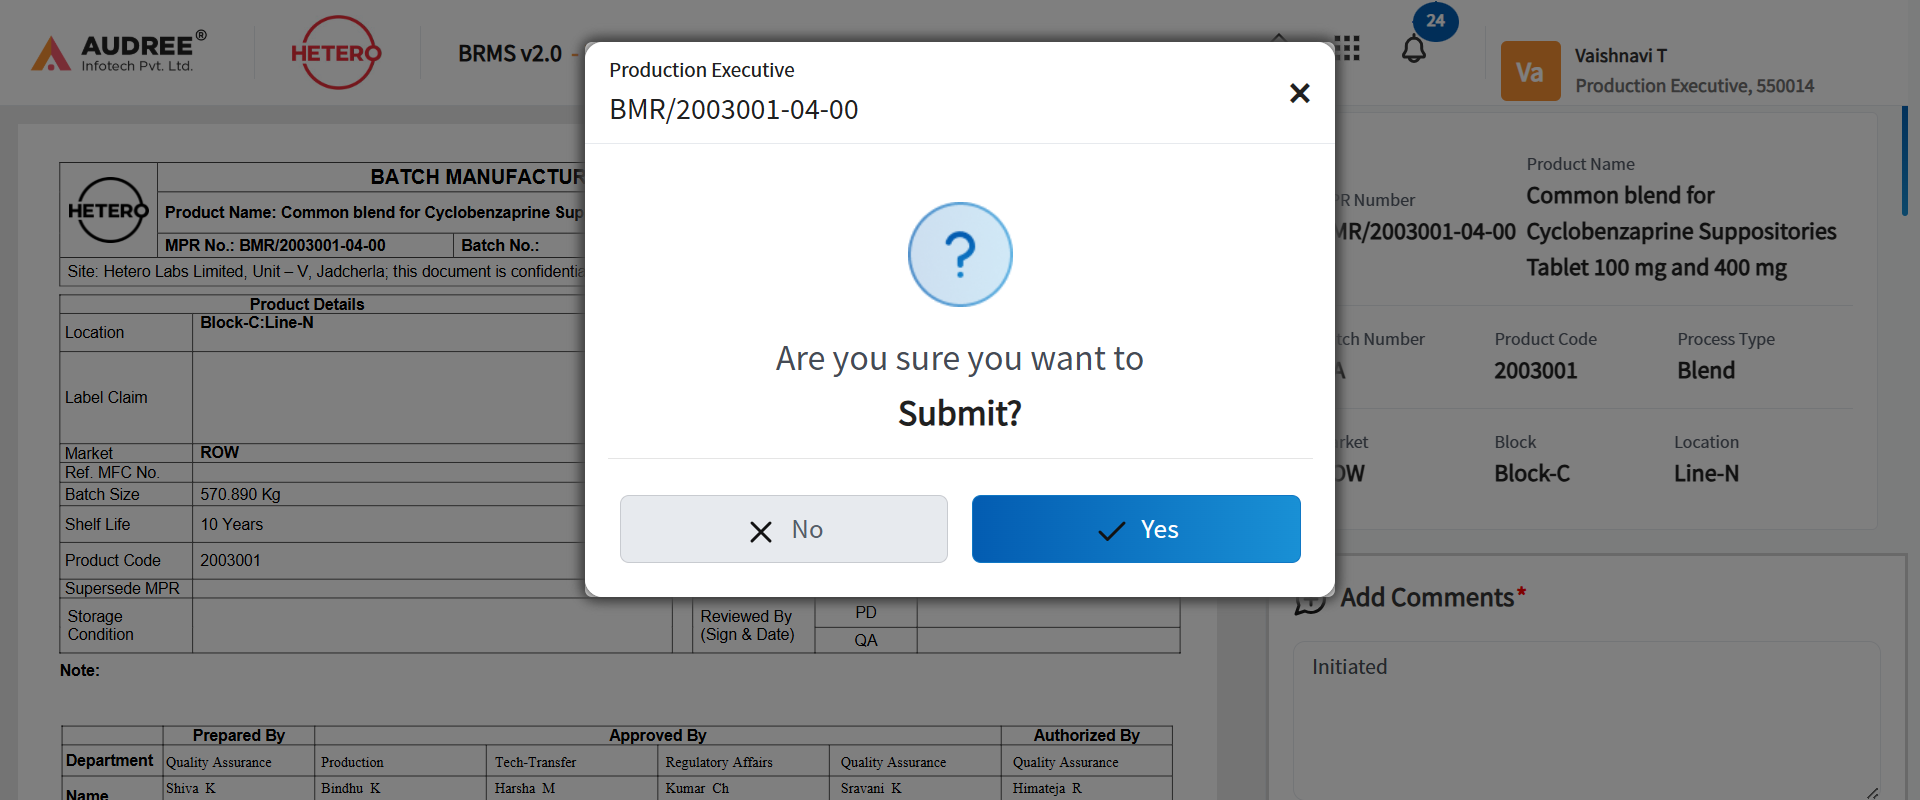 AUDREE®
Infotech Pvt. Ltd.
HETERO
BRMS v2.0 -
24
Va
Vaishnavi T
Production Executive, 550014
Production Executive
BMR/2003001-04-00
Are you sure you want to
Submit?
No
Yes
HETERO
BATCH MANUFACTUR
Product Name: Common blend for Cyclobenzaprine Sup
MPR No.: BMR/2003001-04-00
Batch No.:
Site: Hetero Labs Limited, Unit – V, Jadcherla; this document is confidentia
Product Details
Location
Block-C:Line-N
Label Claim
Market
ROW
Ref. MFC No.
Batch Size
570.890 Kg
Shelf Life
10 Years
Product Code
2003001
Supersede MPR
Storage
Condition
Reviewed By
(Sign & Date)
PD
QA
Note:
Prepared By
Approved By
Authorized By
Department
Quality Assurance
Production
Tech-Transfer
Regulatory Affairs
Quality Assurance
Quality Assurance
Name
Shiva K
Bindhu K
Harsha M
Kumar Ch
Sravani K
Himateja R
PR Number
MR/2003001-04-00
Product Name
Common blend for
Cyclobenzaprine Suppositories
Tablet 100 mg and 400 mg
tch Number
A
Product Code
2003001
Process Type
Blend
rket
OW
Block
Block-C
Location
Line-N
Add Comments*
Initiated